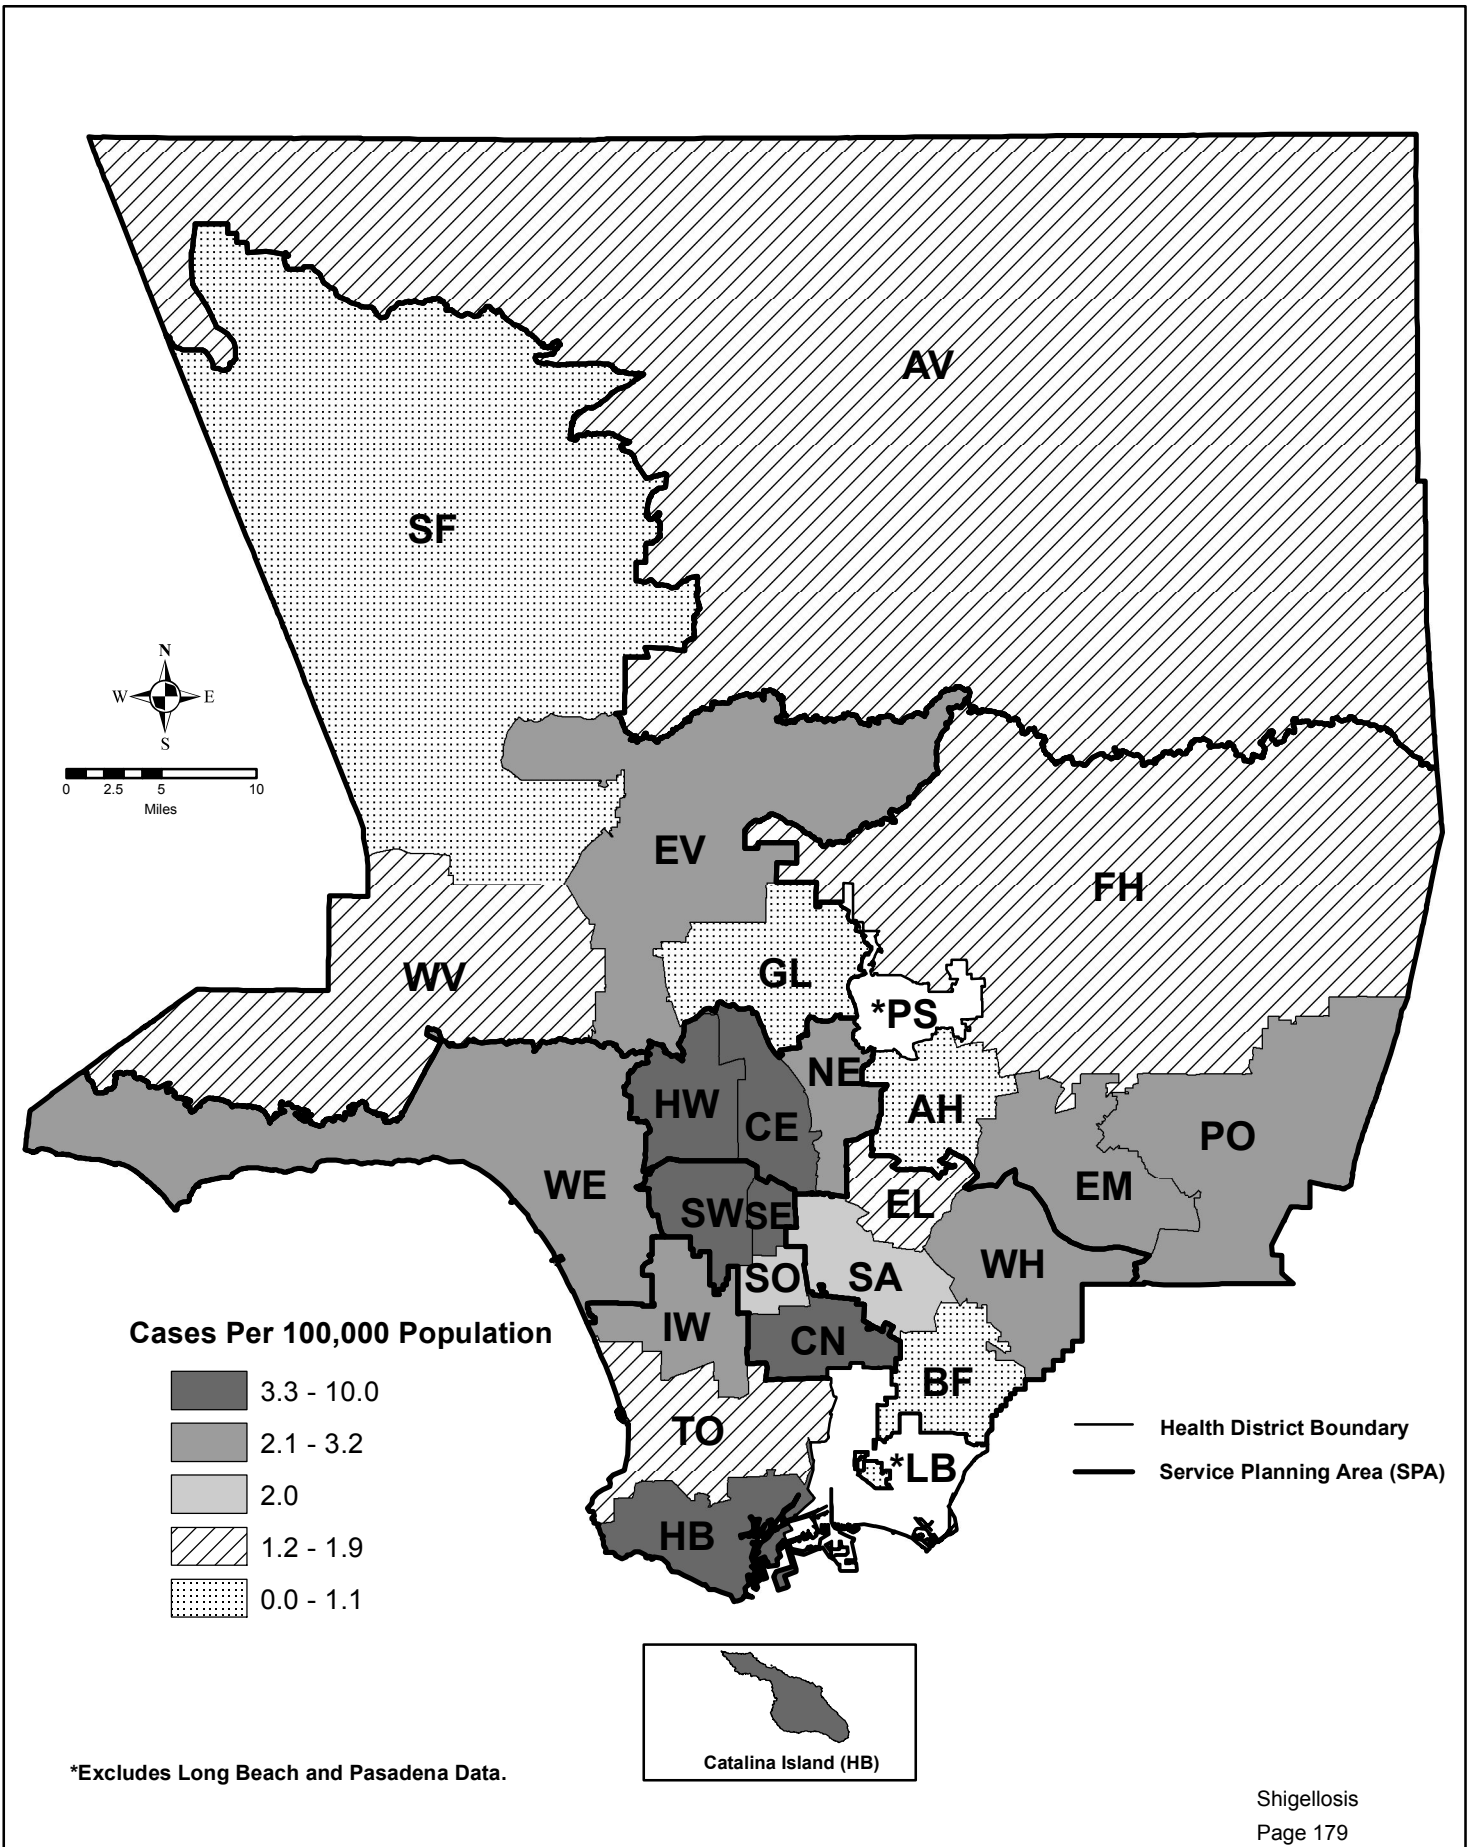 AV
SF
N
W E
S
0 2.5 5 10
Miles
EV
FH
WV
GL
*PS
NE
HW
AH
CE
PO
WE
EM
SW
SE
EL
WH
SO
SA
IW
CN
BF
TO
*LB
HB
Cases Per 100,000 Population
3.3 - 10.0
2.1 - 3.2
2.0
1.2 - 1.9
0.0 - 1.1
Health District Boundary
Service Planning Area (SPA)
Catalina Island (HB)
*Excludes Long Beach and Pasadena Data.
Shigellosis
Page 179